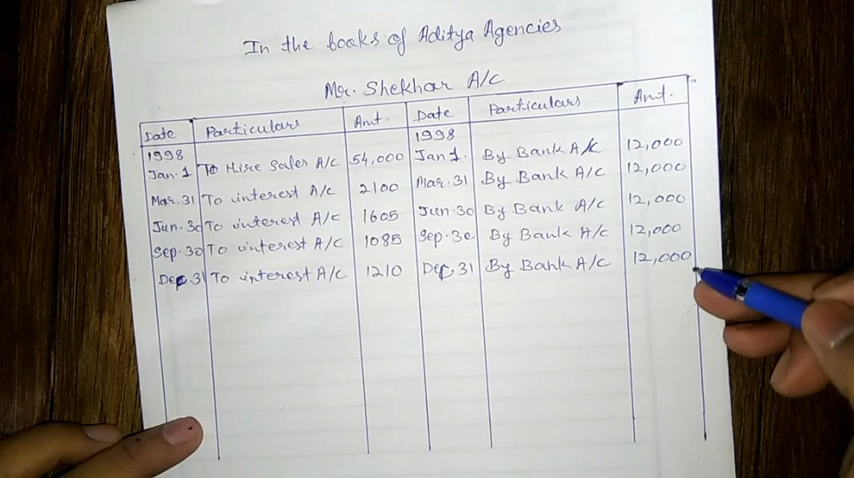 In the books of Aditya Agencies
Mr. Shekhar A/C
Date Particulars Amt. Date Particulars Amt.
1998 1998
Jan. 1 To Hire Sales A/C 54,000 Jan 1. By Bank A/C 12,000
Mar. 31 To interest A/C 2100 Mar. 31 By Bank A/C 12,000
Jun. 30 To interest A/C 1605 Jun. 30 By Bank A/C 12,000
Sep. 30 To interest A/C 1085 Sep. 30 By Bank A/C 12,000
Dec. 31 To interest A/C 1210 Dec. 31 By Bank A/C 12,000